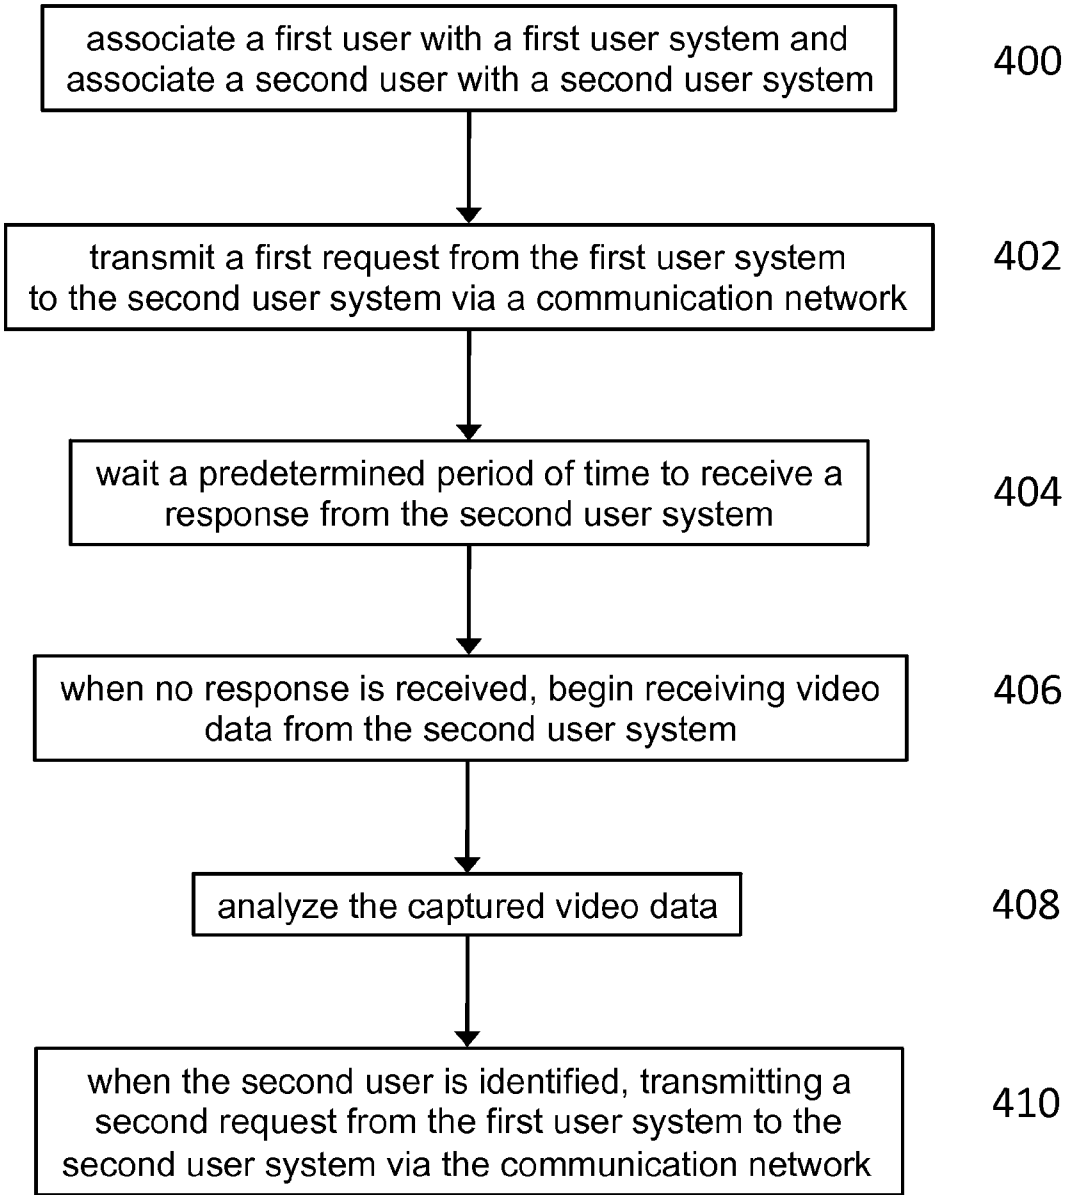 associate a first user with a first user system and
associate a second user with a second user system
400
transmit a first request from the first user system
to the second user system via a communication network
402
wait a predetermined period of time to receive a
response from the second user system
404
when no response is received, begin receiving video
data from the second user system
406
analyze the captured video data
408
when the second user is identified, transmitting a
second request from the first user system to the
second user system via the communication network
410